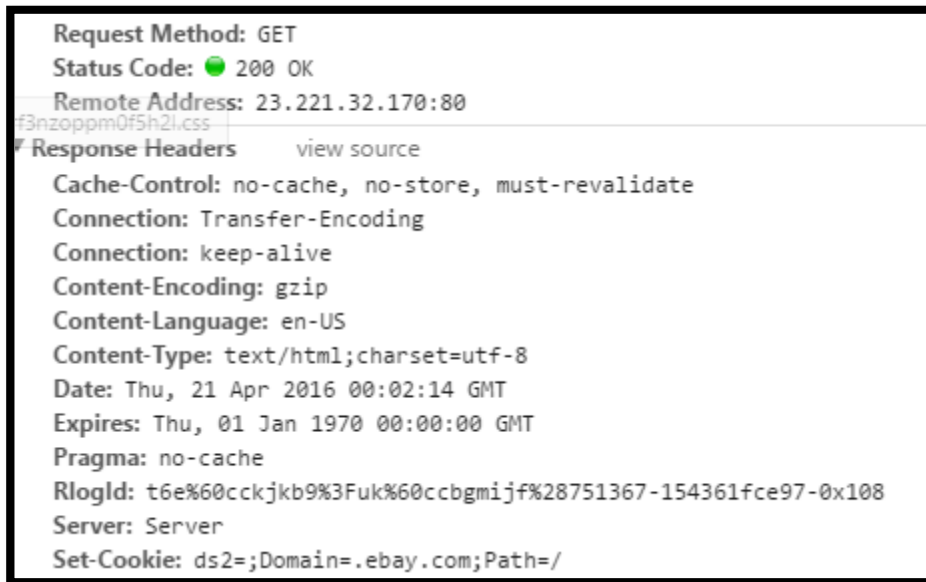 Request Method: GET
Status Code: 200 OK
Remote Address: 23.221.32.170:80
rf3nzoppm0f5h2l.css
Response Headers view source
Cache-Control: no-cache, no-store, must-revalidate
Connection: Transfer-Encoding
Connection: keep-alive
Content-Encoding: gzip
Content-Language: en-US
Content-Type: text/html;charset=utf-8
Date: Thu, 21 Apr 2016 00:02:14 GMT
Expires: Thu, 01 Jan 1970 00:00:00 GMT
Pragma: no-cache
RlogId: t6e%60cckjkb9%3Fuk%60ccbgmijf%28751367-154361fce97-0x108
Server: Server
Set-Cookie: ds2=;Domain=.ebay.com;Path=/